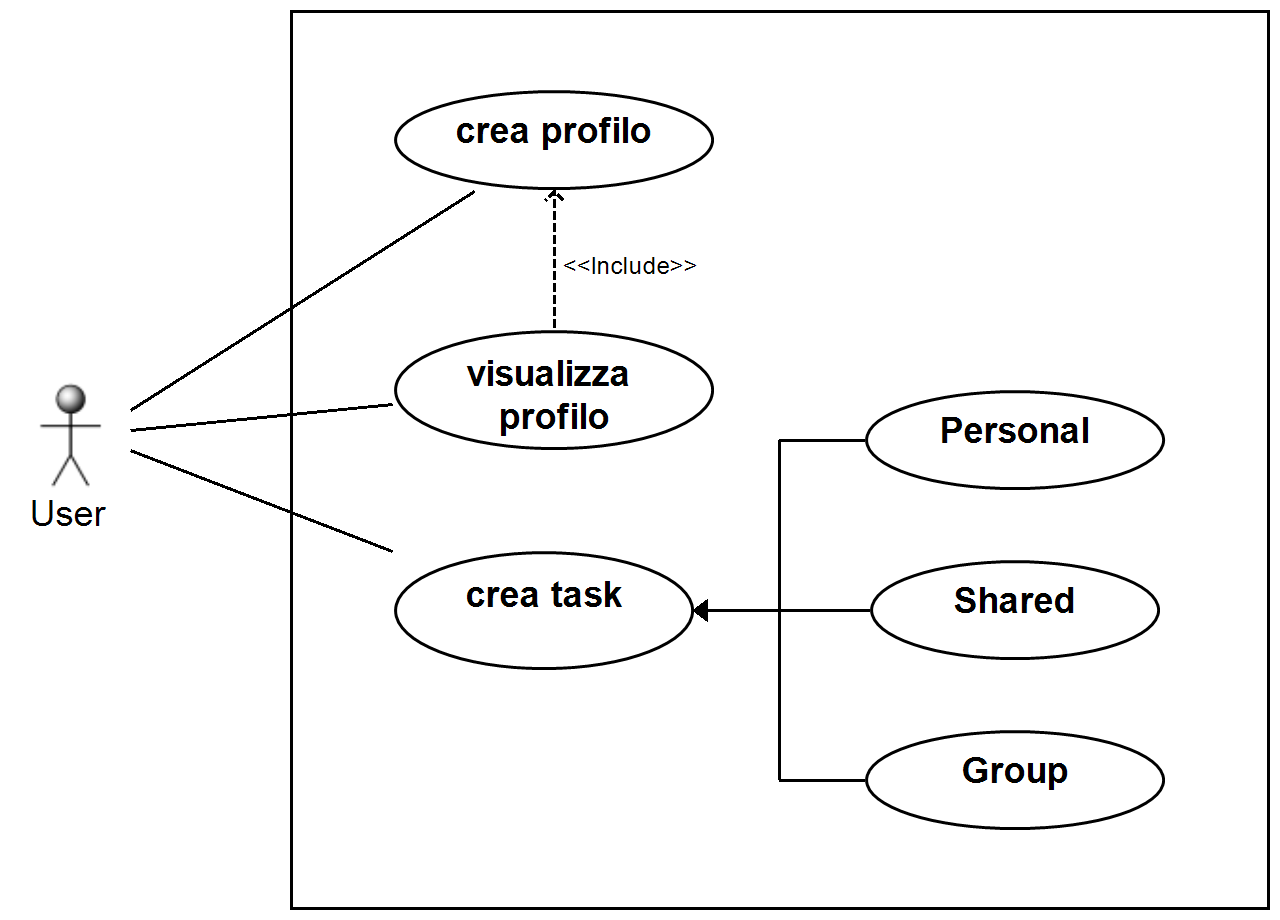 crea profilo
<<Include>>
visualizza
profilo
Personal
User
crea task
Shared
Group